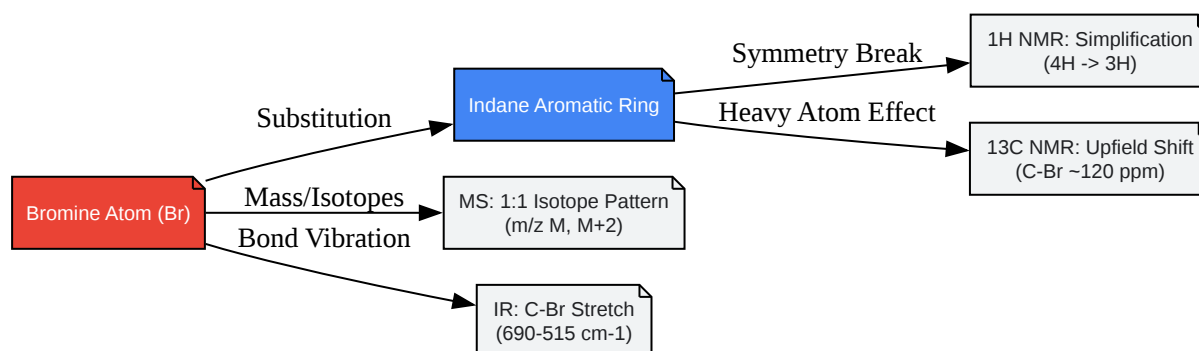 Bromine Atom (Br)
Substitution
Mass/Isotopes
Bond Vibration
Indane Aromatic Ring
MS: 1:1 Isotope Pattern
(m/z M, M+2)
IR: C-Br Stretch
(690-515 cm-1)
Symmetry Break
Heavy Atom Effect
1H NMR: Simplification
(4H -> 3H)
13C NMR: Upfield Shift
(C-Br ~120 ppm)